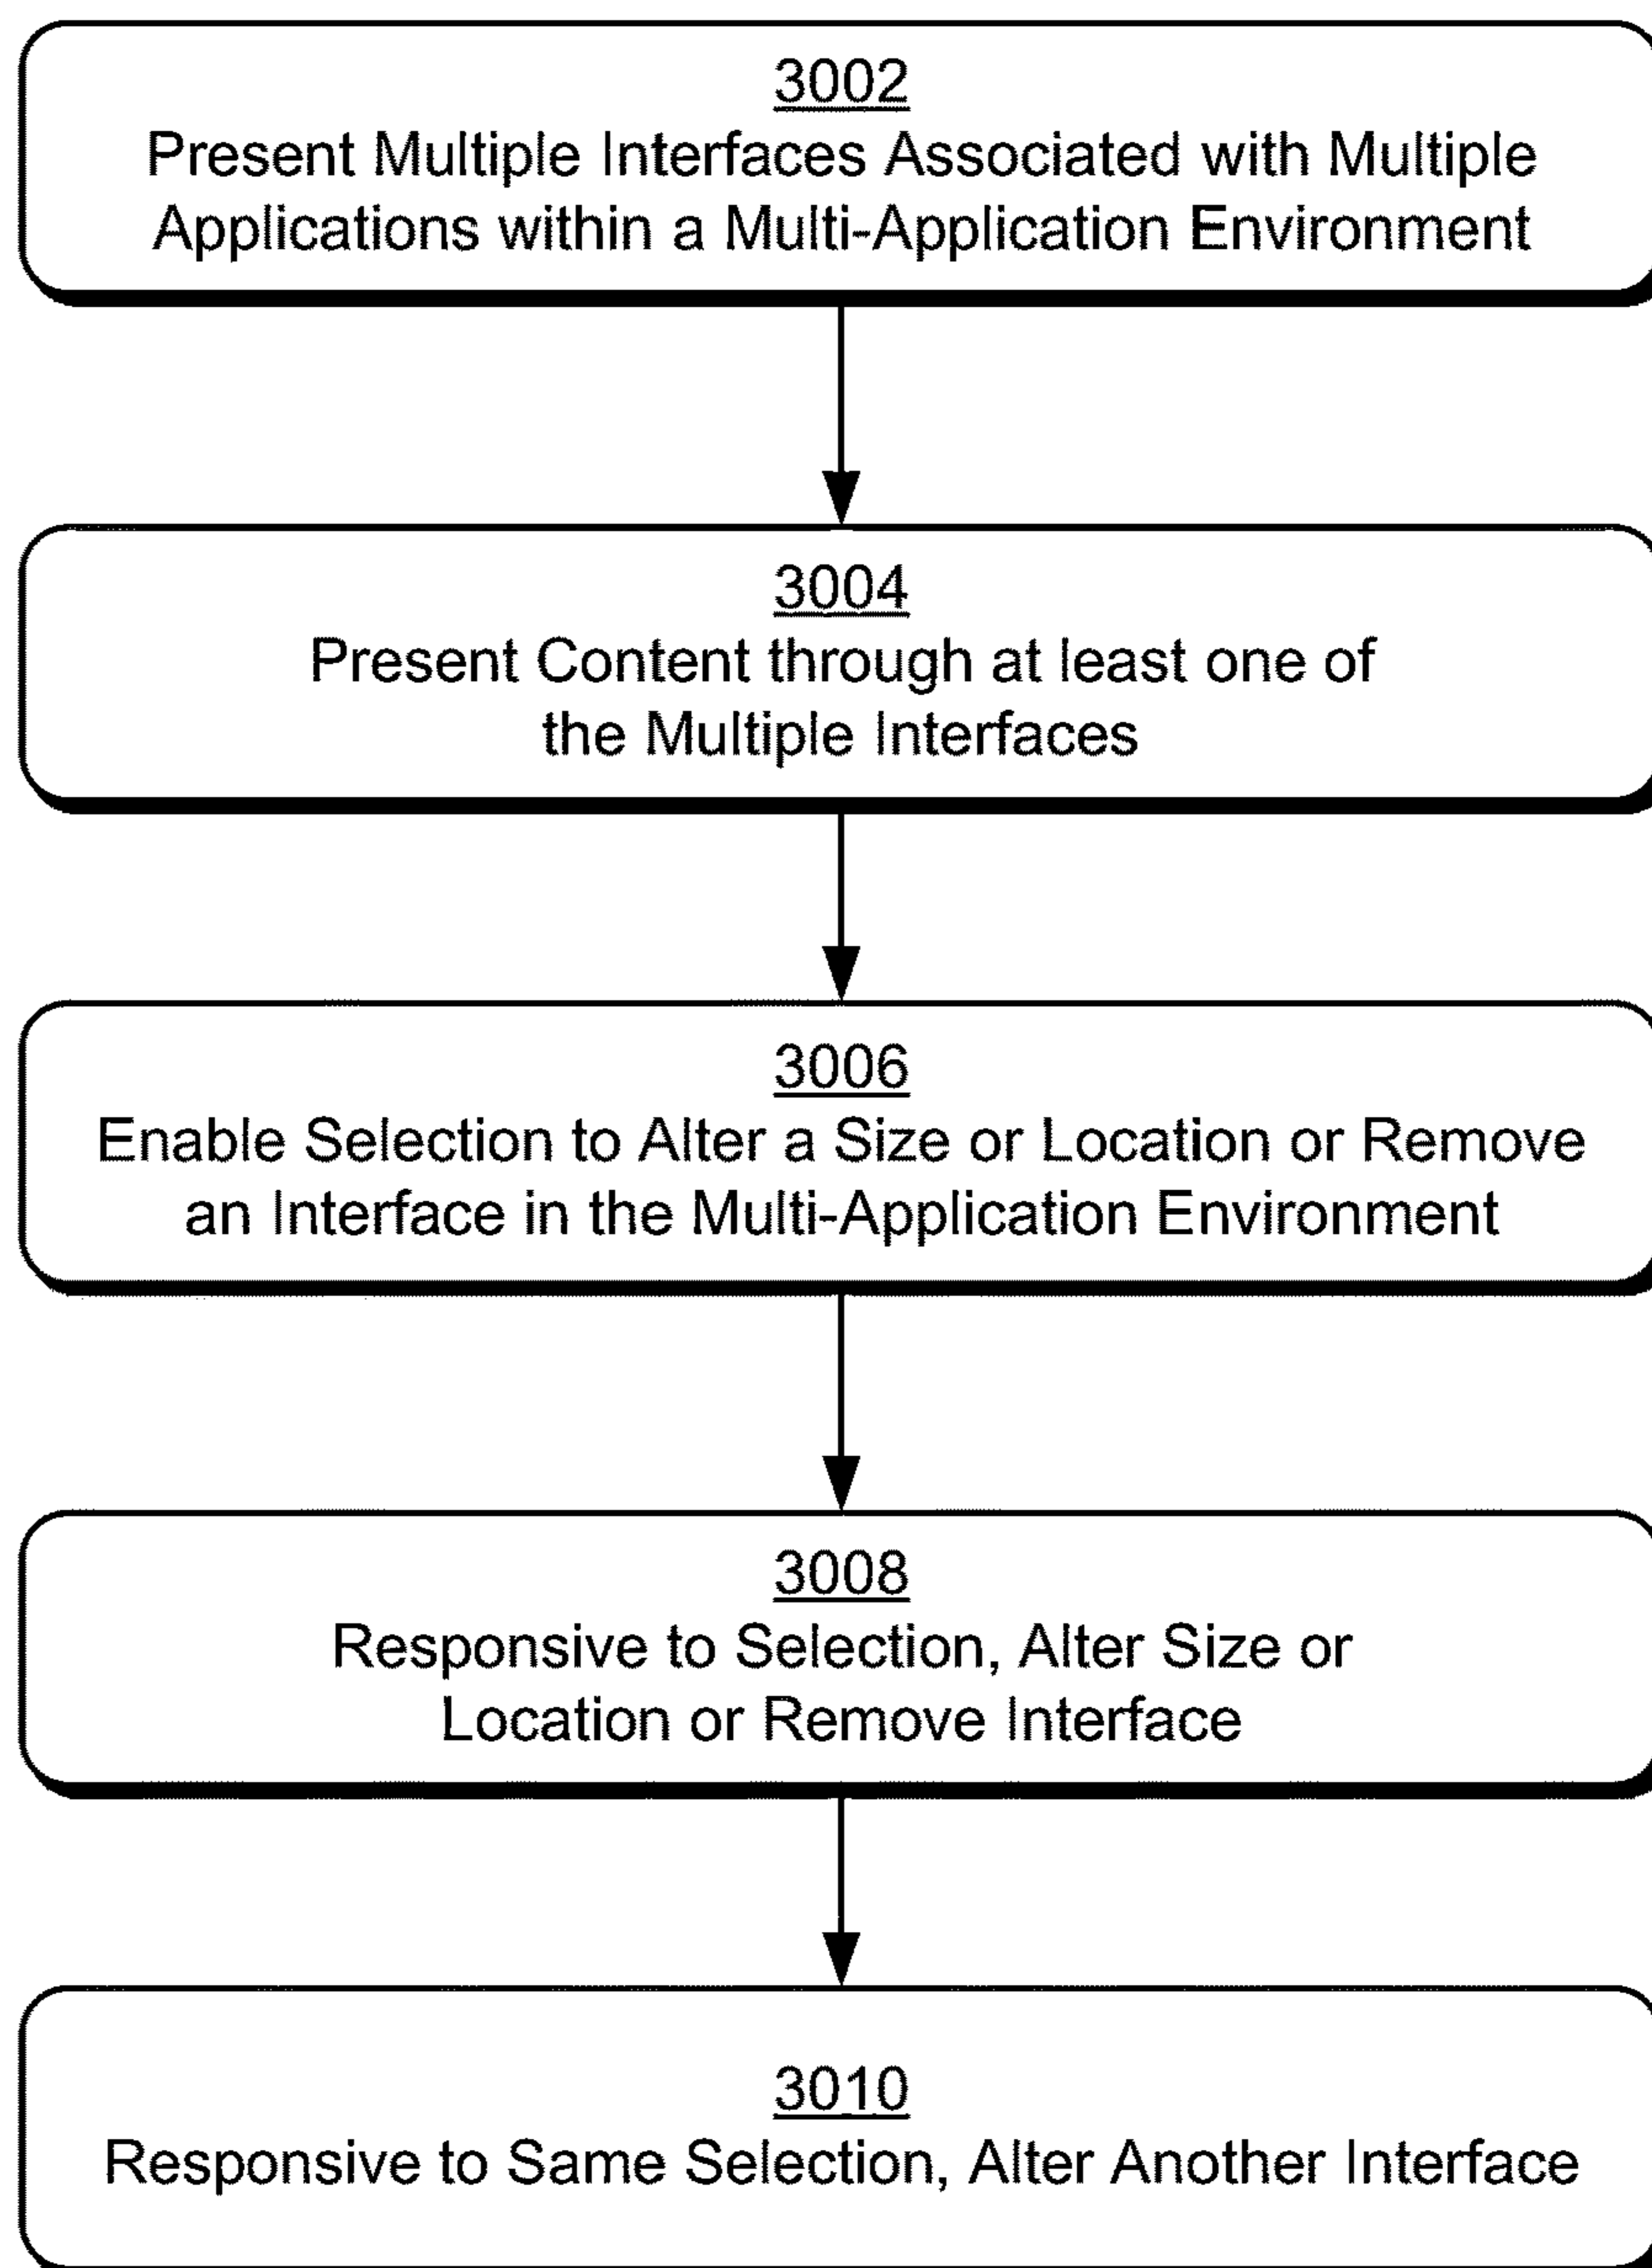 3002
Present Multiple Interfaces Associated with Multiple
Applications within a Multi-Application Environment
3004
Present Content through at least one of
the Multiple Interfaces
3006
Enable Selection to Alter a Size or Location or Remove
an Interface in the Multi-Application Environment
3008
Responsive to Selection, Alter Size or
Location or Remove Interface
3010
Responsive to Same Selection, Alter Another Interface